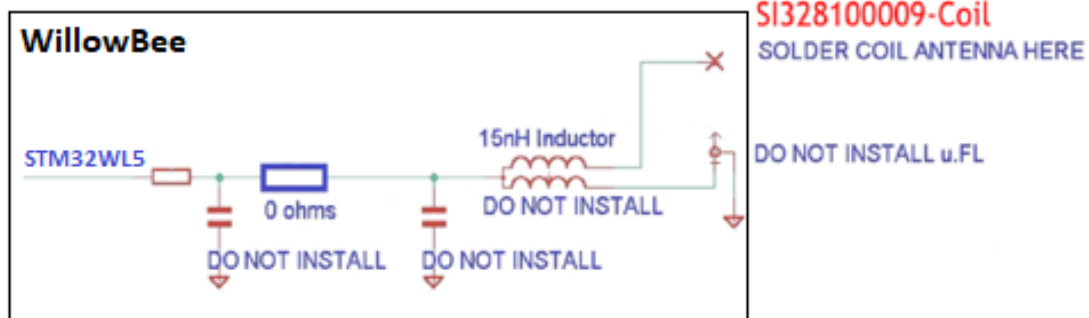 SI328100009-Coil
WillowBee
SOLDER COIL ANTENNA HERE
15nH Inductor
STM32WL5
DO NOT INSTALL u.FL
0 ohms
DO NOT INSTALL
DO NOT INSTALL
DO NOT INSTALL